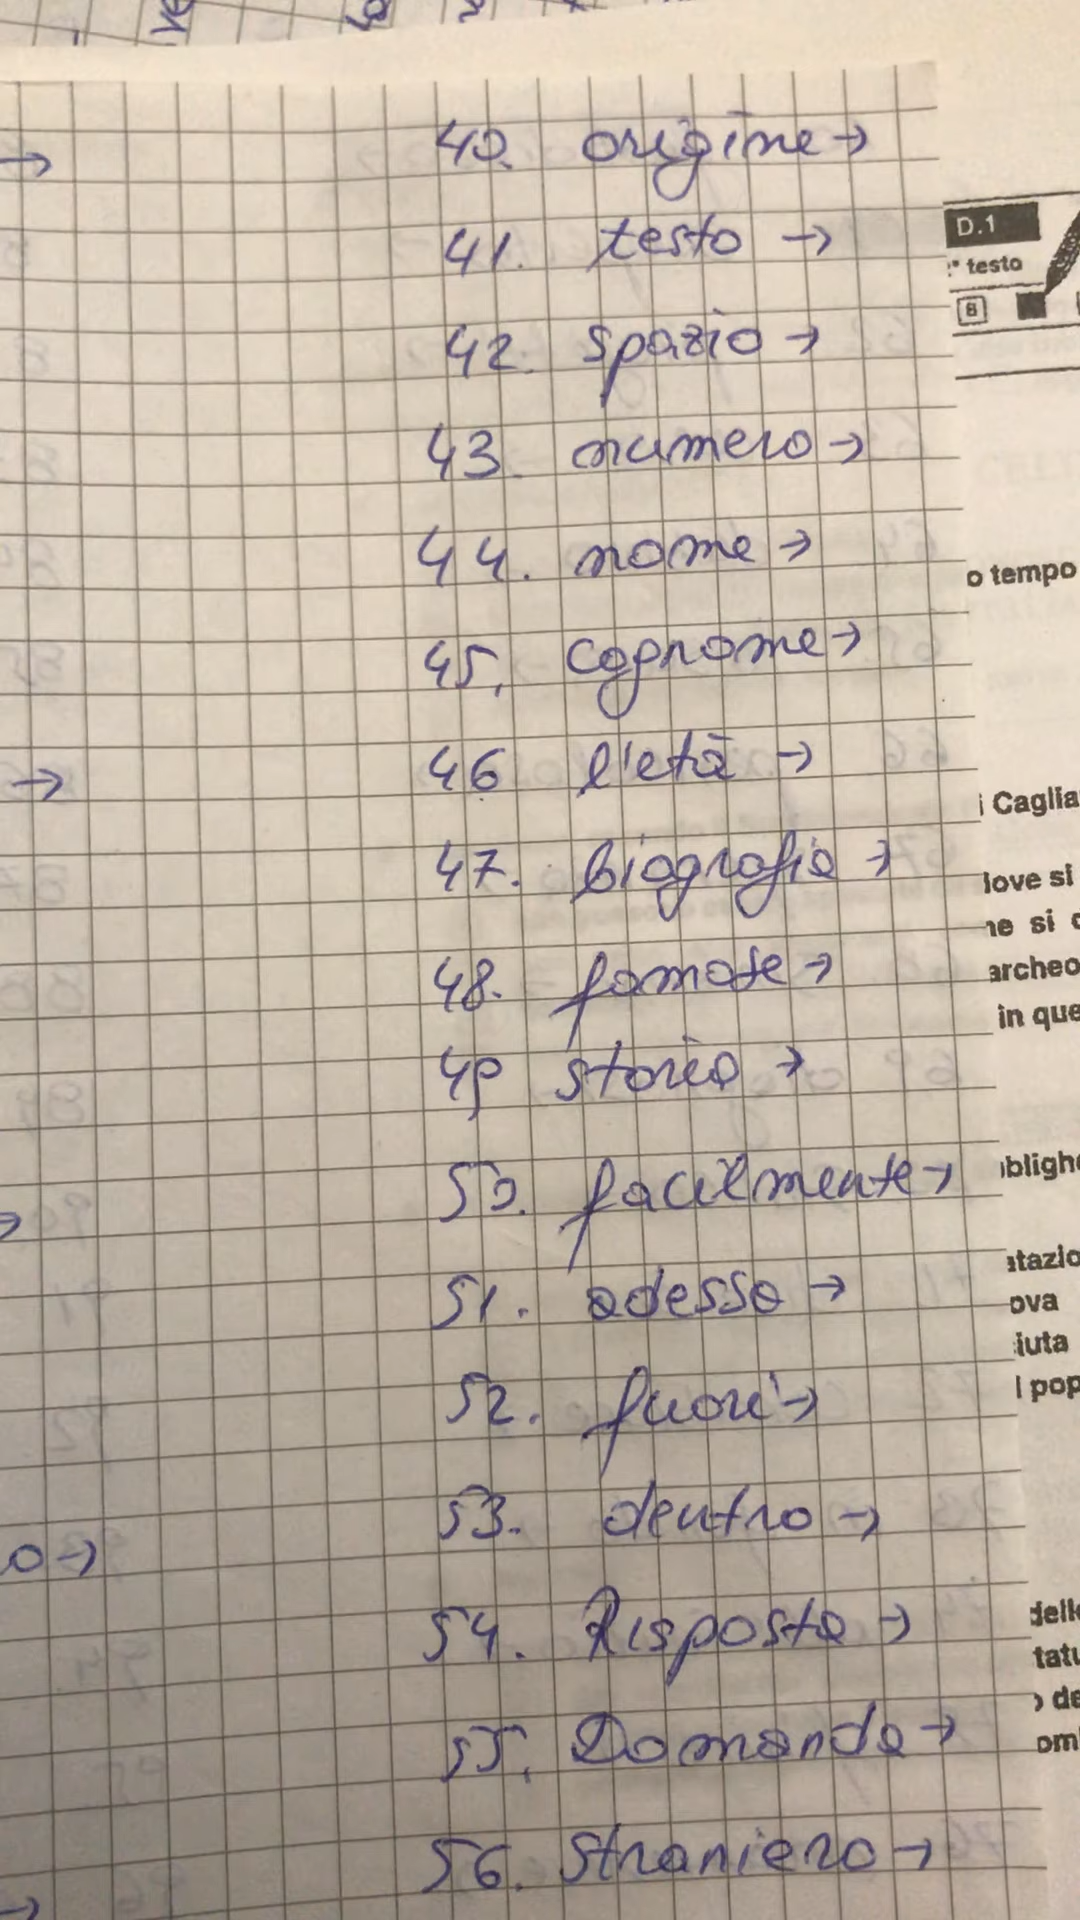 40. origine →
41. testo →
42. spazio →
43. numero →
44. nome →
45. cognome →
46 l'età →
47. biografia →
48. famose →
49 storia →
50. facilmente →
51. adesso →
52. fuori →
53. dentro →
54. Risposta →
55. Domanda →
56. Straniero →
D.1
testo
B
o tempo
i Caglia
love si
si
archeo
in que
ova
iuta
l pop
o →